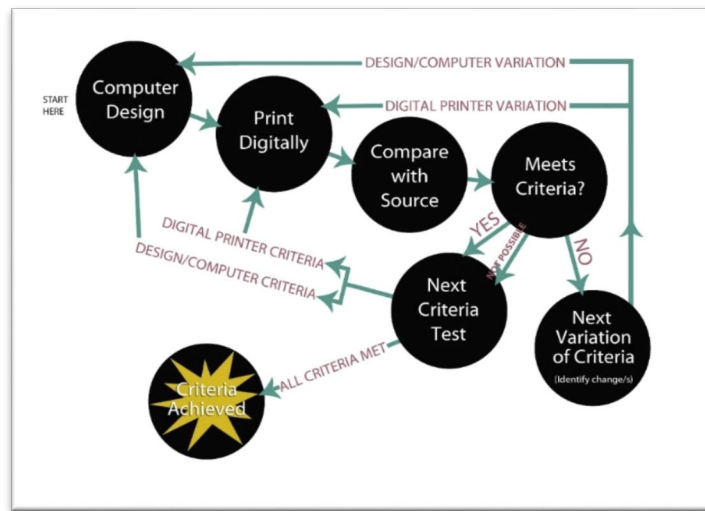 DESIGN/COMPUTER VARIATION
START
HERE
Computer
Design
Print
Digitally
DIGITAL PRINTER VARIATION
Compare
with
Source
Meets
Criteria?
YES
NOT POSSIBLE
NO
DIGITAL PRINTER CRITERIA
DESIGN/COMPUTER CRITERIA
Next
Criteria
Test
Next
Variation
of Criteria
(Identify change/s)
ALL CRITERIA MET
Criteria
Achieved